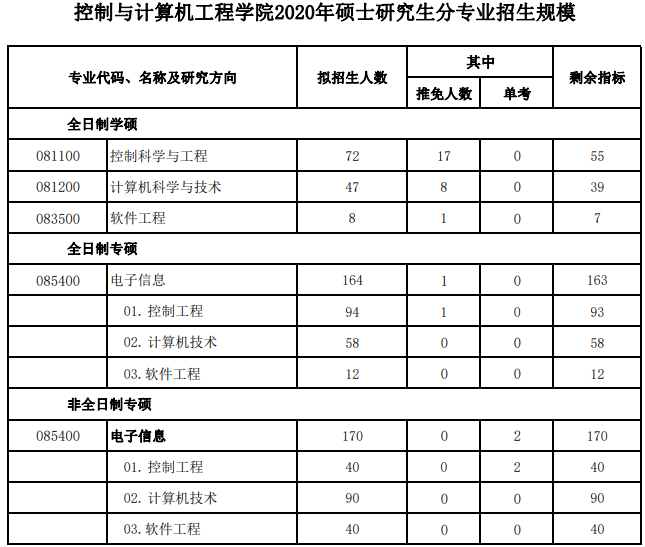 控制与计算机工程学院2020年硕士研究生分专业招生规模
专业代码、名称及研究方向 拟招生人数 其中 剩余指标
推免人数 单考
全日制学硕
081100 控制科学与工程 72 17 0 55
081200 计算机科学与技术 47 8 0 39
083500 软件工程 8 1 0 7
全日制专硕
085400 电子信息 164 1 0 163
01. 控制工程 94 1 0 93
02. 计算机技术 58 0 0 58
03.软件工程 12 0 0 12
非全日制专硕
085400 电子信息 170 0 2 170
01. 控制工程 40 0 2 40
02. 计算机技术 90 0 0 90
03.软件工程 40 0 0 40